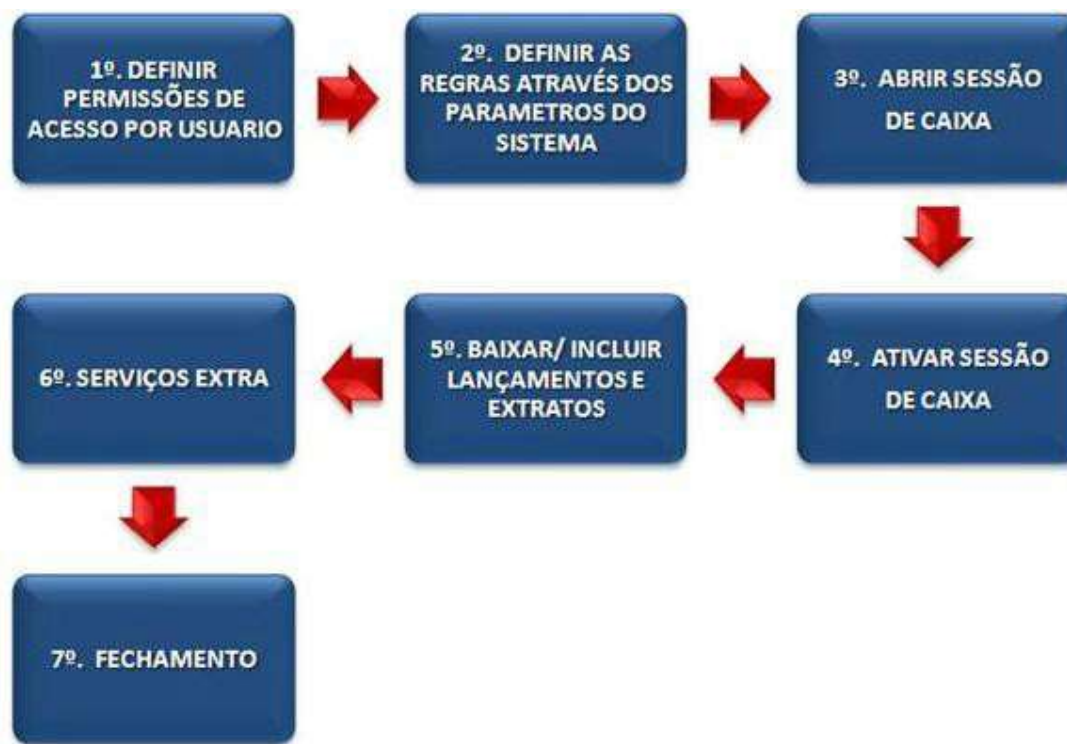 1º. DEFINIR
PERMISSÕES DE
ACESSO POR USUARIO
2º. DEFINIR AS
REGRAS ATRAVÉS DOS
PARAMETROS DO
SISTEMA
3º. ABRIR SESSÃO
DE CAIXA
4º. ATIVAR SESSÃO
DE CAIXA
5º. BAIXAR/ INCLUIR
LANÇAMENTOS E
EXTRATOS
6º. SERVIÇOS EXTRA
7º. FECHAMENTO